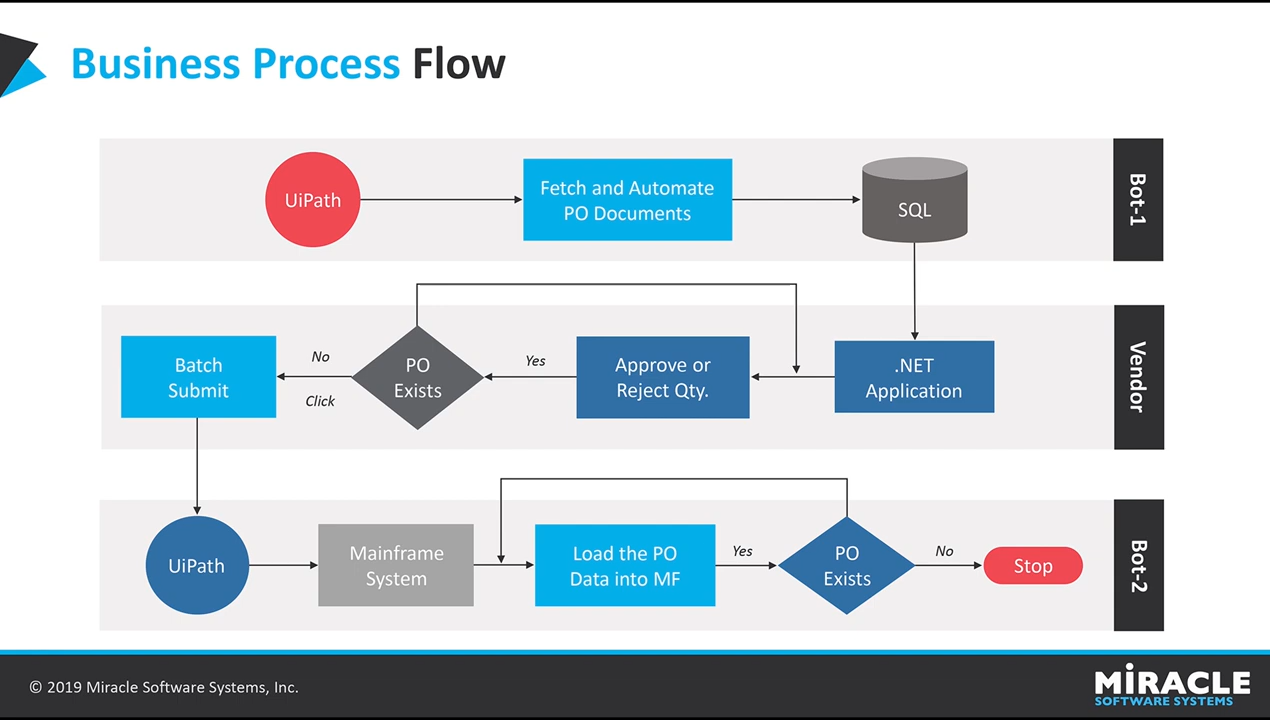 Business Process Flow
UiPath
Fetch and Automate
PO Documents
SQL
Bot-1
Batch
Submit
No
Click
PO
Exists
Yes
Approve or
Reject Qty.
.NET
Application
Vendor
UiPath
Mainframe
System
Load the PO
Data into MF
Yes
PO
Exists
No
Stop
Bot-2
© 2019 Miracle Software Systems, Inc.
MiRACLE
SOFTWARE SYSTEMS